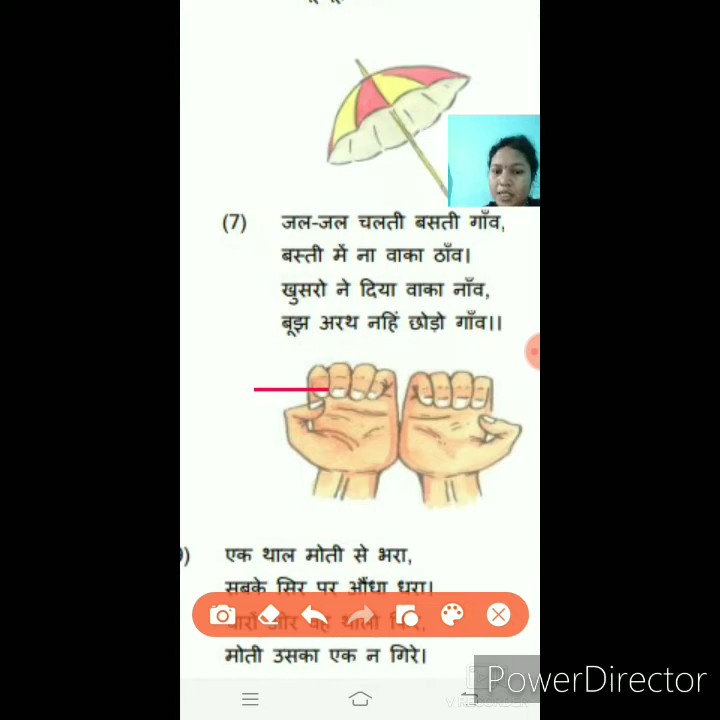 (7) जल-जल चलती बसती गाँव,
बस्ती में ना वाका ठाँव।
खुसरो ने दिया वाका नाँव,
बूझ अरथ नहिं छोड़ो गाँव।।
एक थाल मोती से भरा,
सबके सिर पर औंधा धरा।
मोती उसका एक न गिरे।
PowerDirector